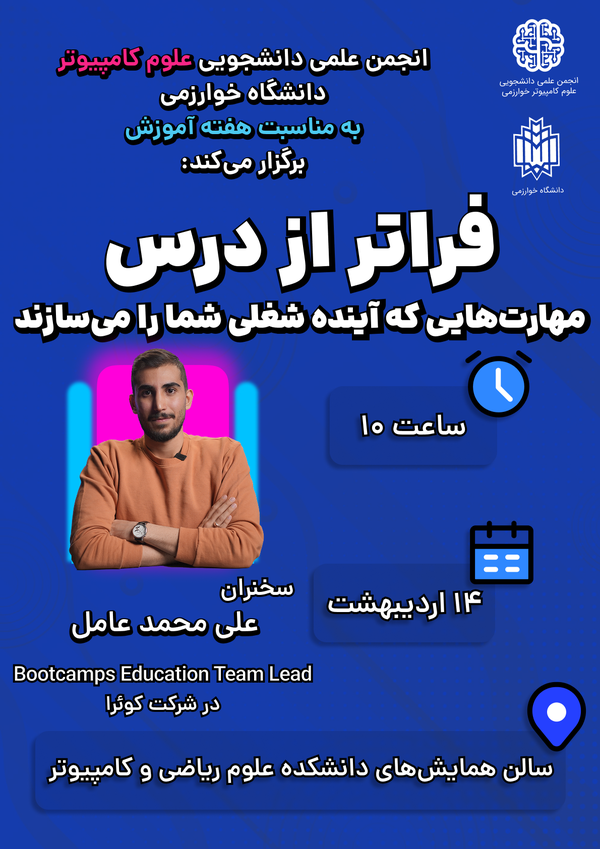 انجمن علمی دانشجویی علوم کامپیوتر
دانشگاه خوارزمی
به مناسبت هفته آموزش
برگزار می‌کند:
انجمن علمی دانشجویی
علوم کامپیوتر خوارزمی
دانشگاه خوارزمی
فراتر از درس
مهارت‌هایی که آینده شغلی شما را می‌سازند
ساعت ۱۰
۱۴ اردیبهشت
سخنران
علی محمد عامل
Bootcamps Education Team Lead
در شرکت کوئرا
سالن همایش‌های دانشکده علوم ریاضی و کامپیوتر